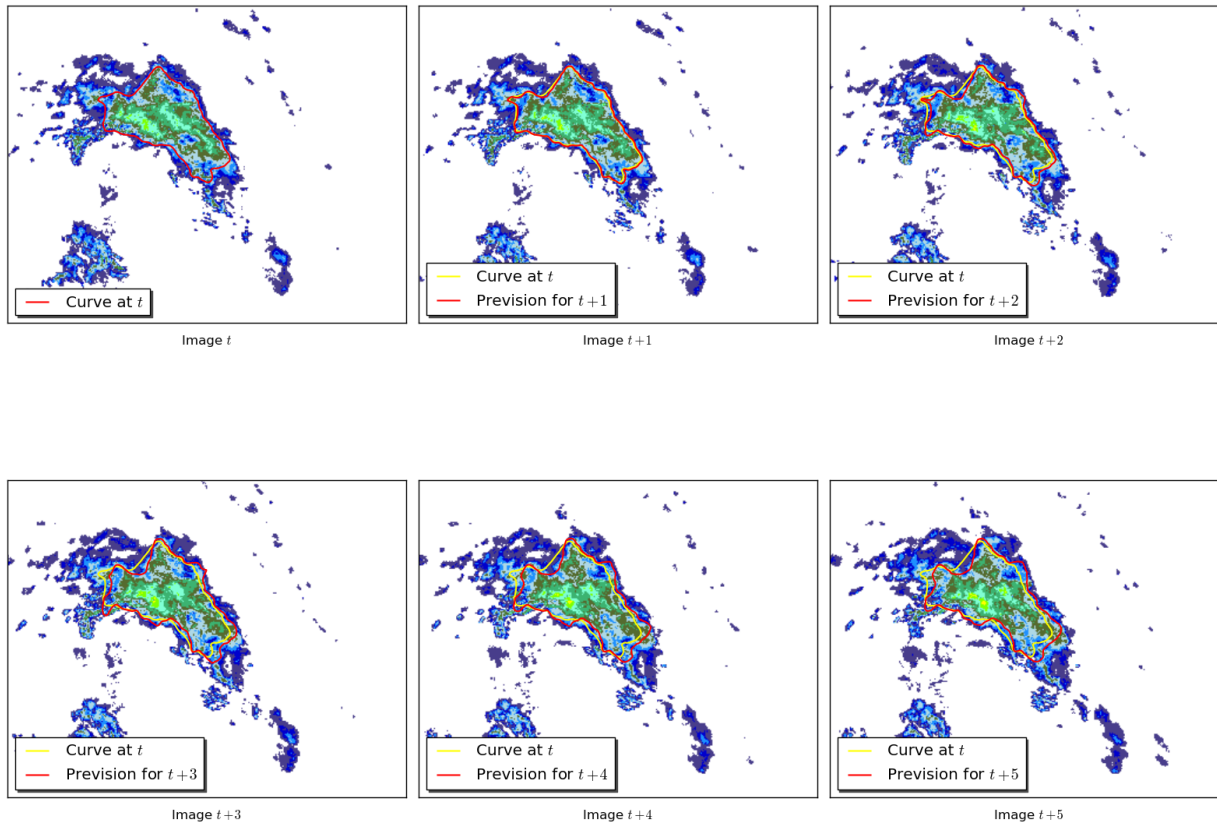 Curve at t
Image t
Curve at t
Prevision for t+1
Image t+1
Curve at t
Prevision for t+2
Image t+2
Curve at t
Prevision for t+3
Image t+3
Curve at t
Prevision for t+4
Image t+4
Curve at t
Prevision for t+5
Image t+5